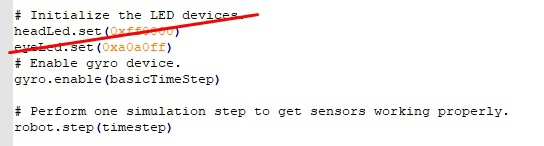 # Initialize the LED devices.
headLed.set(0xff0000)
eyeLed.set(0xa0a0ff)
# Enable gyro device.
gyro.enable(basicTimeStep)
# Perform one simulation step to get sensors working properly.
robot.step(timestep)